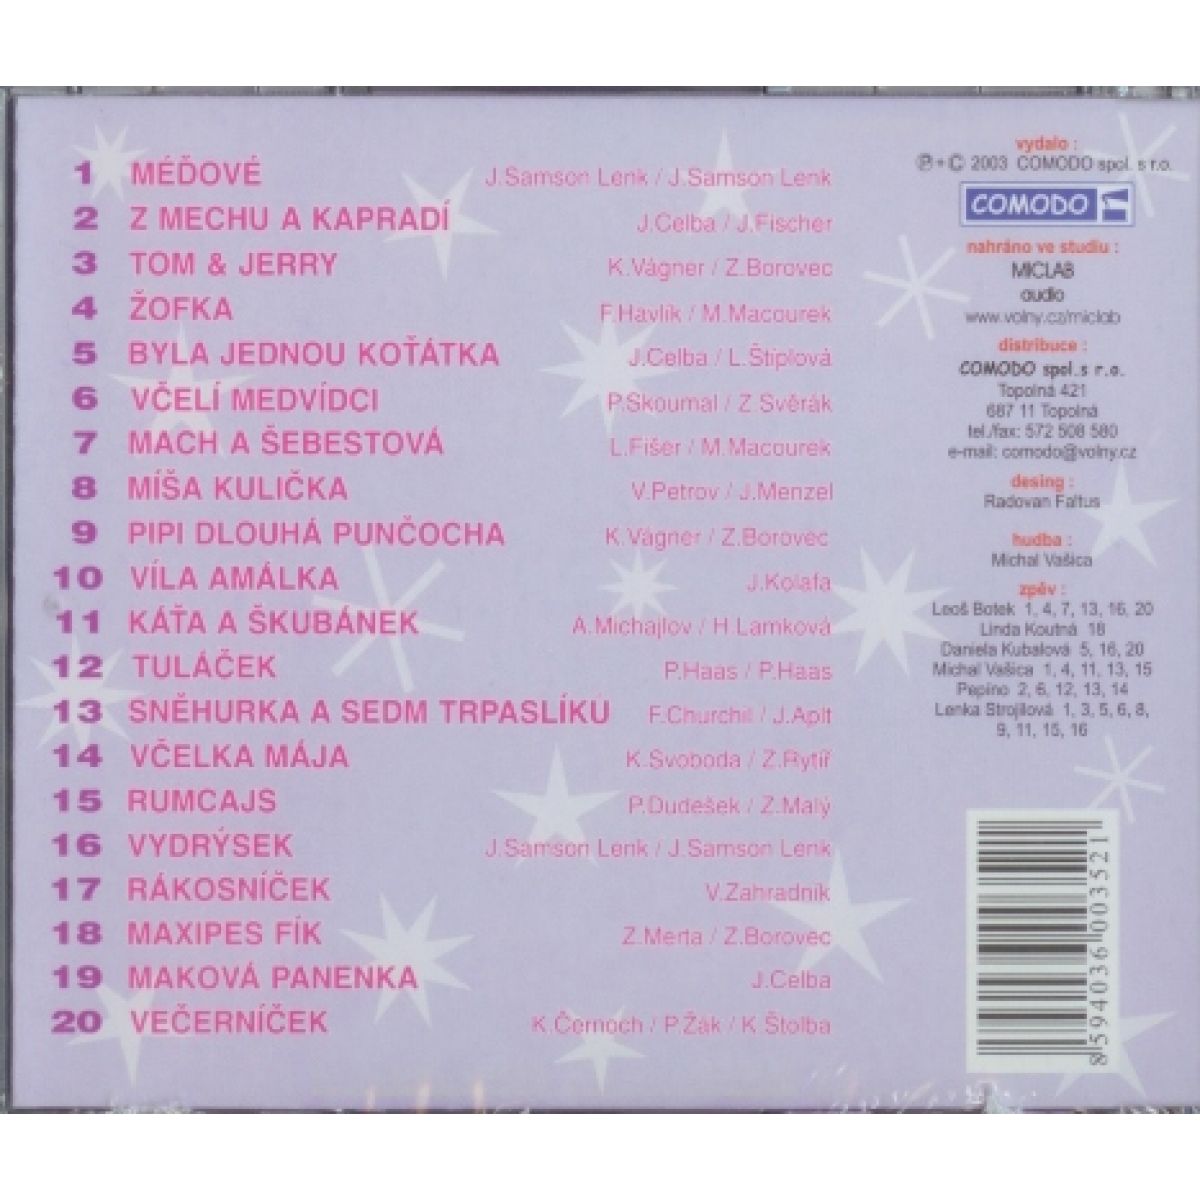 1 MÉĎOVÉ J.Samson Lenk / J.Samson Lenk
2 Z MECHU A KAPRADÍ J.Celba / J.Fischer
3 TOM & JERRY K.Vágner / Z.Borovec
4 ŽOFKA F.Havlík / M.Macourek
5 BYLA JEDNOU KOŤÁTKA J.Celba / L.Štíplová
6 VČELÍ MEDVÍDCI P.Skoumal / Z.Svěrák
7 MACH A ŠEBESTOVÁ L.Fišer / M.Macourek
8 MÍŠA KULIČKA V.Petrov / J.Menzel
9 PIPI DLOUHÁ PUNČOCHA K.Vágner / Z.Borovec
10 VÍLA AMÁLKA J.Kolafa
11 KÁŤA A ŠKUBÁNEK A.Michajlov / H.Lamková
12 TULÁČEK P.Haas / P.Haas
13 SNĚHURKA A SEDM TRPASLÍKŮ F.Churchil / J.Aplt
14 VČELKA MÁJA K.Svoboda / Z.Rytíř
15 RUMCAJS P.Dudešek / Z.Malý
16 VYDRÝSEK J.Samson Lenk / J.Samson Lenk
17 RÁKOSNÍČEK V.Zahradník
18 MAXIPES FÍK Z.Merta / Z.Borovec
19 MAKOVÁ PANENKA J.Celba
20 VEČERNÍČEK K.Černoch / P.Žák / K.Štolba
vydalo :
℗+© 2003 COMODO spol. s r.o.
COMODO
nahráno ve studiu :
MICLAB
audio
www.volny.cz/miclab
distribuce :
COMODO spol.s r.o.
Topolná 421
687 11 Topolná
tel./fax: 572 508 580
e-mail: comodo@volny.cz
desing :
Radovan Faltus
hudba :
Michal Vašica
zpěv :
Leoš Botek 1, 4, 7, 13, 16, 20
Linda Koutná 18
Daniela Kubalová 5, 16, 20
Michal Vašica 1, 4, 11, 13, 15
Pepino 2, 6, 12, 13, 14
Lenka Strojilová 1, 3, 5, 6, 8,
9, 11, 15, 16
8594036003521